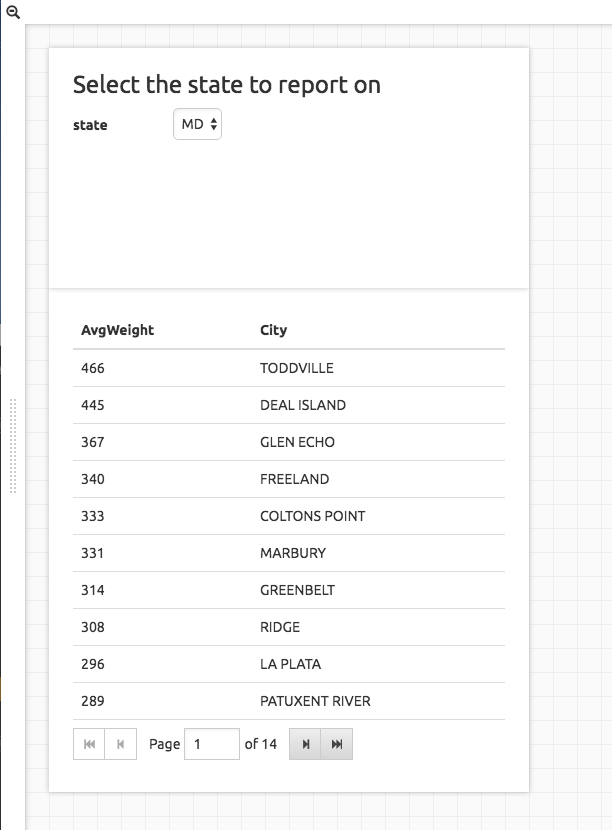 Select the state to report on
state MD
AvgWeight City
466 TODDVILLE
445 DEAL ISLAND
367 GLEN ECHO
340 FREELAND
333 COLTONS POINT
331 MARBURY
314 GREENBELT
308 RIDGE
296 LA PLATA
289 PATUXENT RIVER
Page 1 of 14